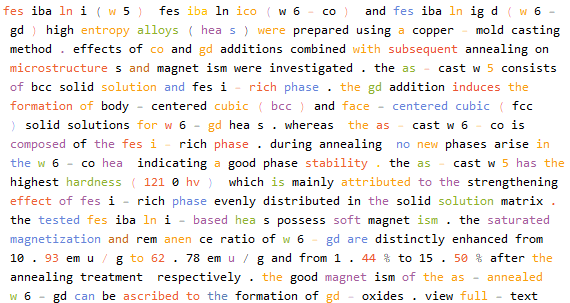 fes iba ln i ( w 5 ) fes iba ln ico ( w 6 – co ) and fes iba ln ig d ( w 6 –
gd ) high entropy alloys ( hea s ) were prepared using a copper – mold casting
method . effects of co and gd additions combined with subsequent annealing on
microstructure s and magnet ism were investigated . the as – cast w 5 consists
of bcc solid solution and fes i – rich phase . the gd addition induces the
formation of body – centered cubic ( bcc ) and face – centered cubic ( fcc
) solid solutions for w 6 – gd hea s . whereas the as – cast w 6 – co is
composed of the fes i – rich phase . during annealing no new phases arise in
the w 6 – co hea indicating a good phase stability . the as – cast w 5 has the
highest hardness ( 121 0 hv ) which is mainly attributed to the strengthening
effect of fes i – rich phase evenly distributed in the solid solution matrix .
the tested fes iba ln i – based hea s possess soft magnet ism . the saturated
magnetization and rem anen ce ratio of w 6 – gd are distinctly enhanced from
10 . 93 em u / g to 62 . 78 em u / g and from 1 . 44 % to 15 . 50 % after the
annealing treatment respectively . the good magnet ism of the as – annealed
w 6 – gd can be ascribed to the formation of gd – oxides . view full – text